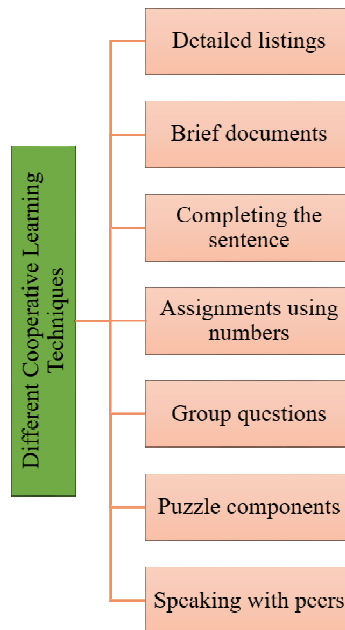 Different Cooperative Learning
Techniques
Detailed listings
Brief documents
Completing the
sentence
Assignments using
numbers
Group questions
Puzzle components
Speaking with peers